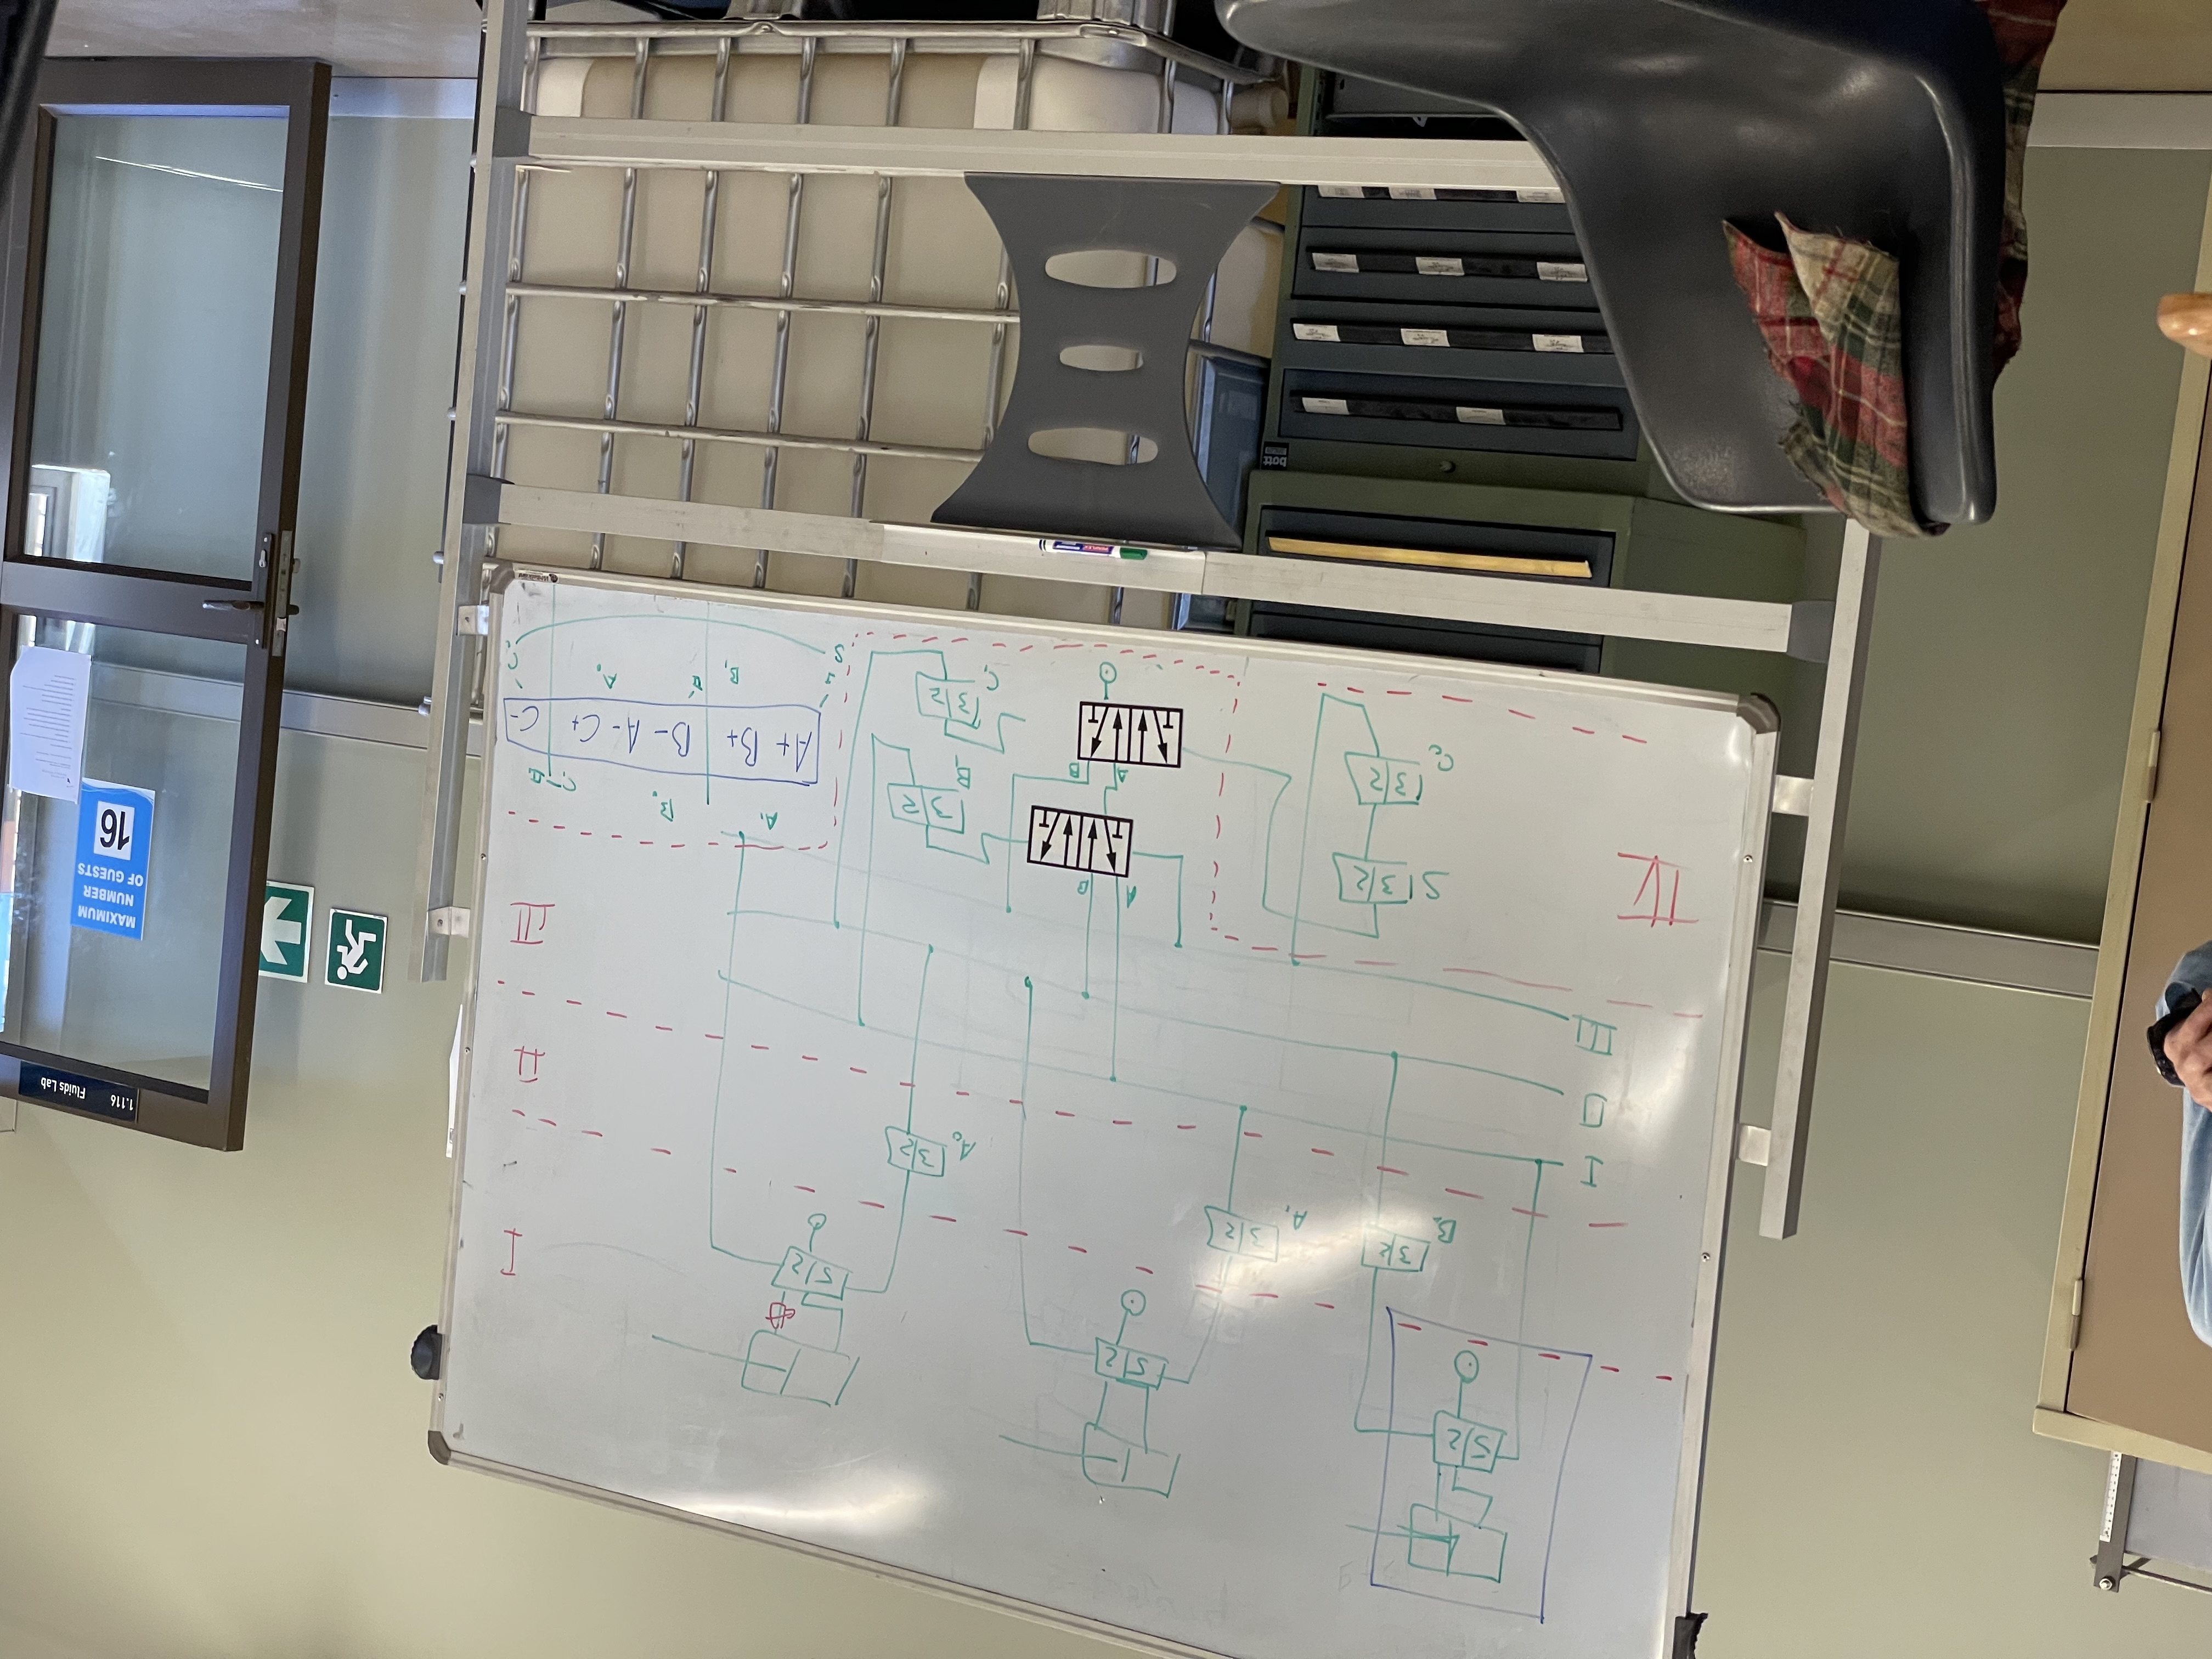 5/2
5/2
5/2
I
3/2
B₀
3/2
A₁
3/2
A₀
I
II
III
II
III
IV
S
3/2
3/2
C₀
A B
A B
3/2
B₁
3/2
C₁
A₁ B₀
C₁ III
A+ B+ B- A- C+ C-
I B₁ II A₀
S C₀
1.116 Fluids Lab
MAXIMUM
NUMBER
OF GUESTS
16
bott